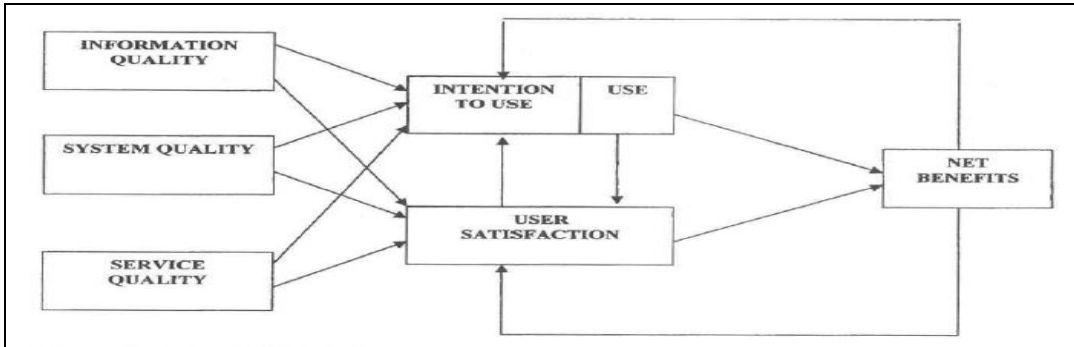 INFORMATION
QUALITY
INTENTION
TO USE
USE
SYSTEM QUALITY
NET
BENEFITS
USER
SATISFACTION
SERVICE
QUALITY